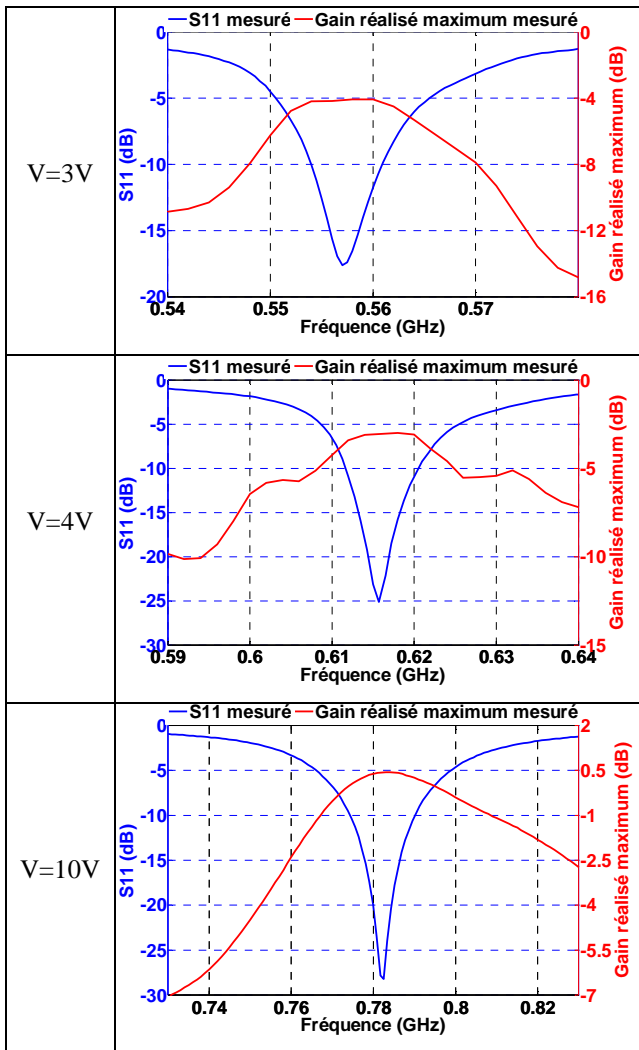 V=3V
S11 mesuré Gain réalisé maximum mesuré
0
-5
-10
-15
-20
S11 (dB)
0
-4
-8
-12
-16
Gain réalisé maximum (dB)
0.54 0.55 0.56 0.57
Fréquence (GHz)
V=4V
S11 mesuré Gain réalisé maximum mesuré
0
-5
-10
-15
-20
-25
-30
S11 (dB)
0
-5
-10
-15
Gain réalisé maximum (dB)
0.59 0.6 0.61 0.62 0.63 0.64
Fréquence (GHz)
V=10V
S11 mesuré Gain réalisé maximum mesuré
0
-5
-10
-15
-20
-25
-30
S11 (dB)
2
0.5
-1
-2.5
-4
-5.5
-7
Gain réalisé maximum (dB)
0.74 0.76 0.78 0.8 0.82
Fréquence (GHz)